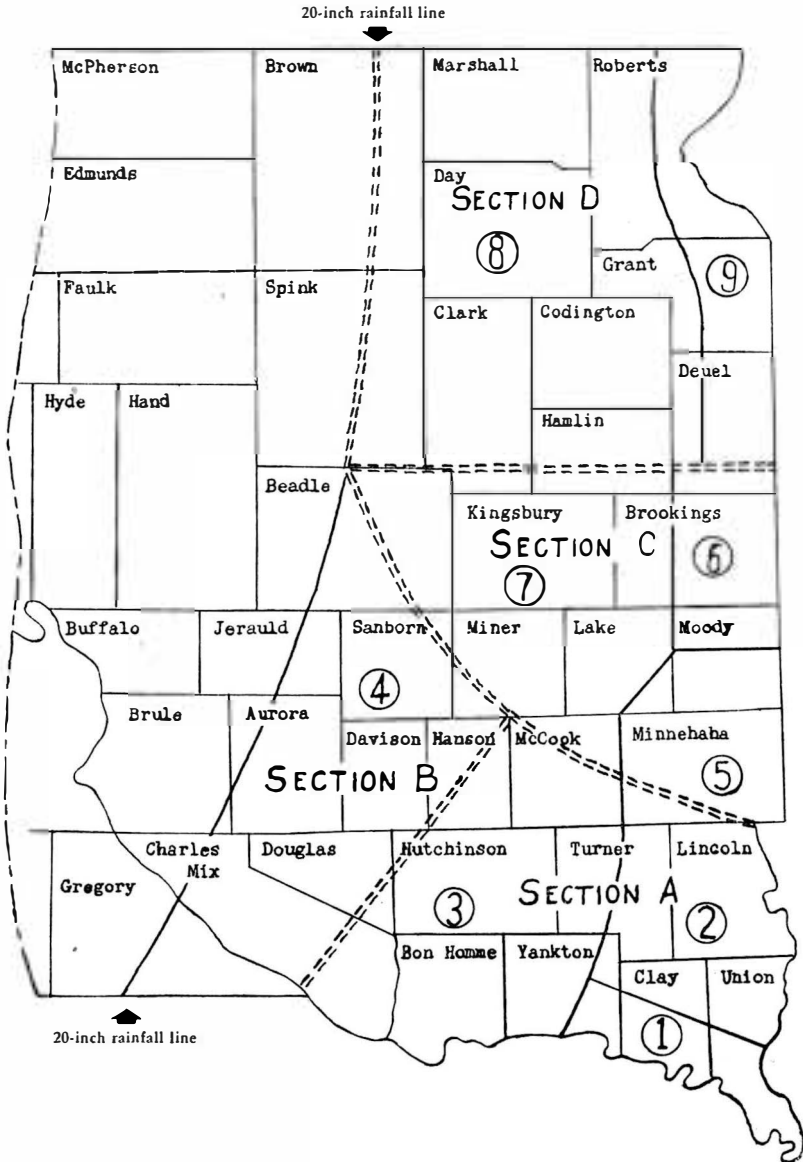 20-inch rainfall line
McPherson
Brown
Marshall
Roberts
Edmunds
Day
SECTION D
8
Grant
9
Faulk
Spink
Clark
Codington
Deuel
Hyde
Hand
Hamlin
Beadle
Kingsbury
Brookings
SECTION C
7
6
Buffalo
Jerauld
Sanborn
Miner
Lake
Moody
4
Brule
Aurora
Davison
Hanson
McCook
Minnehaha
SECTION B
5
Charles
Mix
Douglas
Hutchinson
Turner
Lincoln
Gregory
SECTION A
3
2
Bon Homme
Yankton
Clay
Union
1
20-inch rainfall line